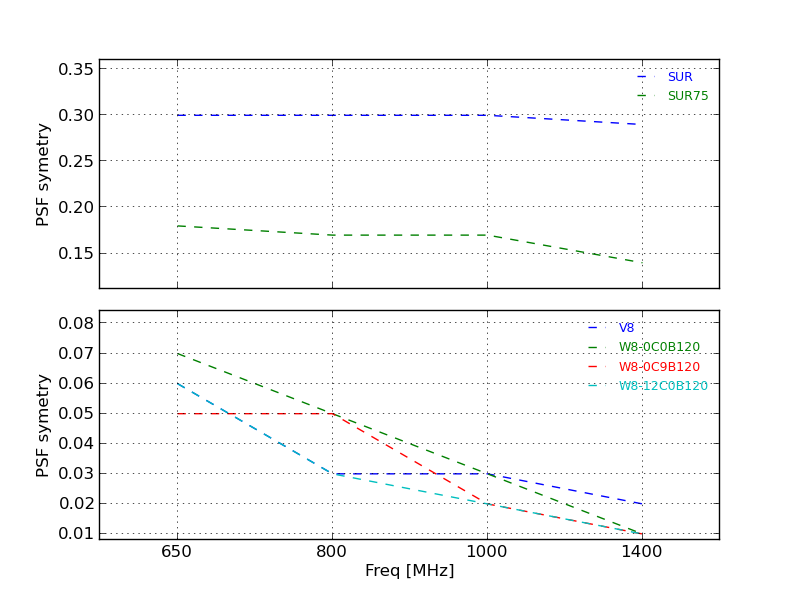 0.35
0.30
0.25
0.20
0.15
PSF symetry
SUR
SUR75
0.08
0.07
0.06
0.05
0.04
0.03
0.02
0.01
PSF symetry
V8
W8-0C0B120
W8-0C9B120
W8-12C0B120
650 800 1000 1400
Freq [MHz]